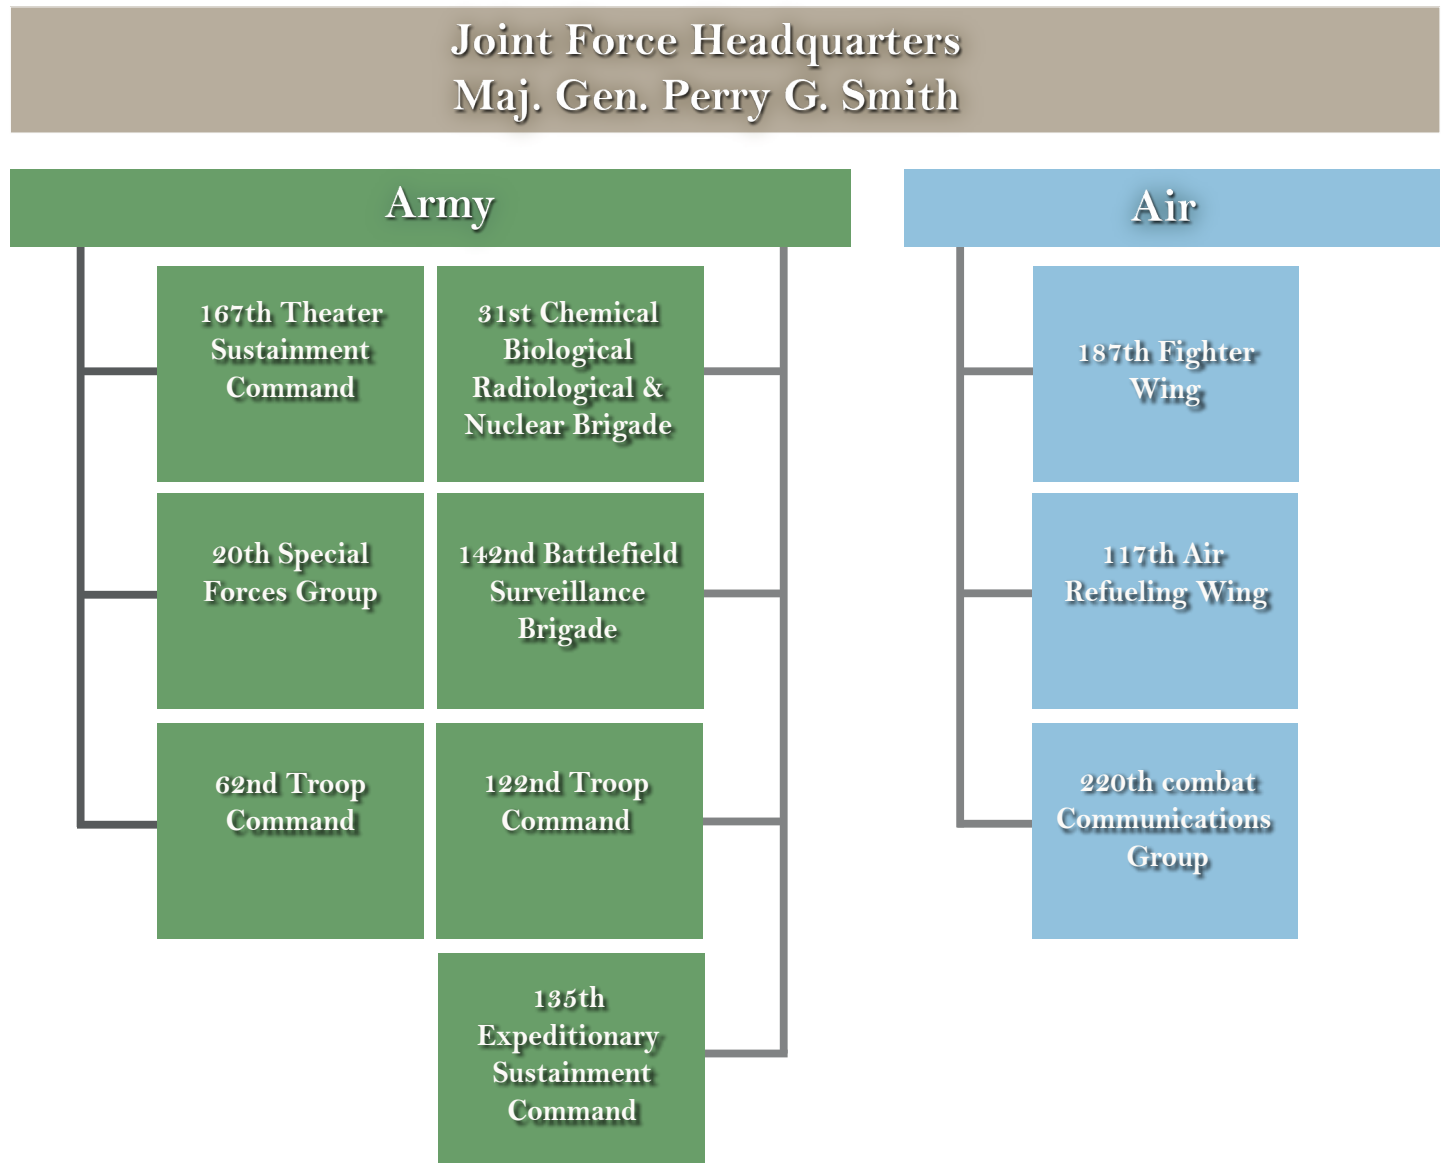 Joint Force Headquarters
Maj. Gen. Perry G. Smith
Army
Air
167th Theater
Sustainment
Command
31st Chemical
Biological
Radiological &
Nuclear Brigade
187th Fighter
Wing
20th Special
Forces Group
142nd Battlefield
Surveillance
Brigade
117th Air
Refueling Wing
62nd Troop
Command
122nd Troop
Command
220th combat
Communications
Group
135th
Expeditionary
Sustainment
Command